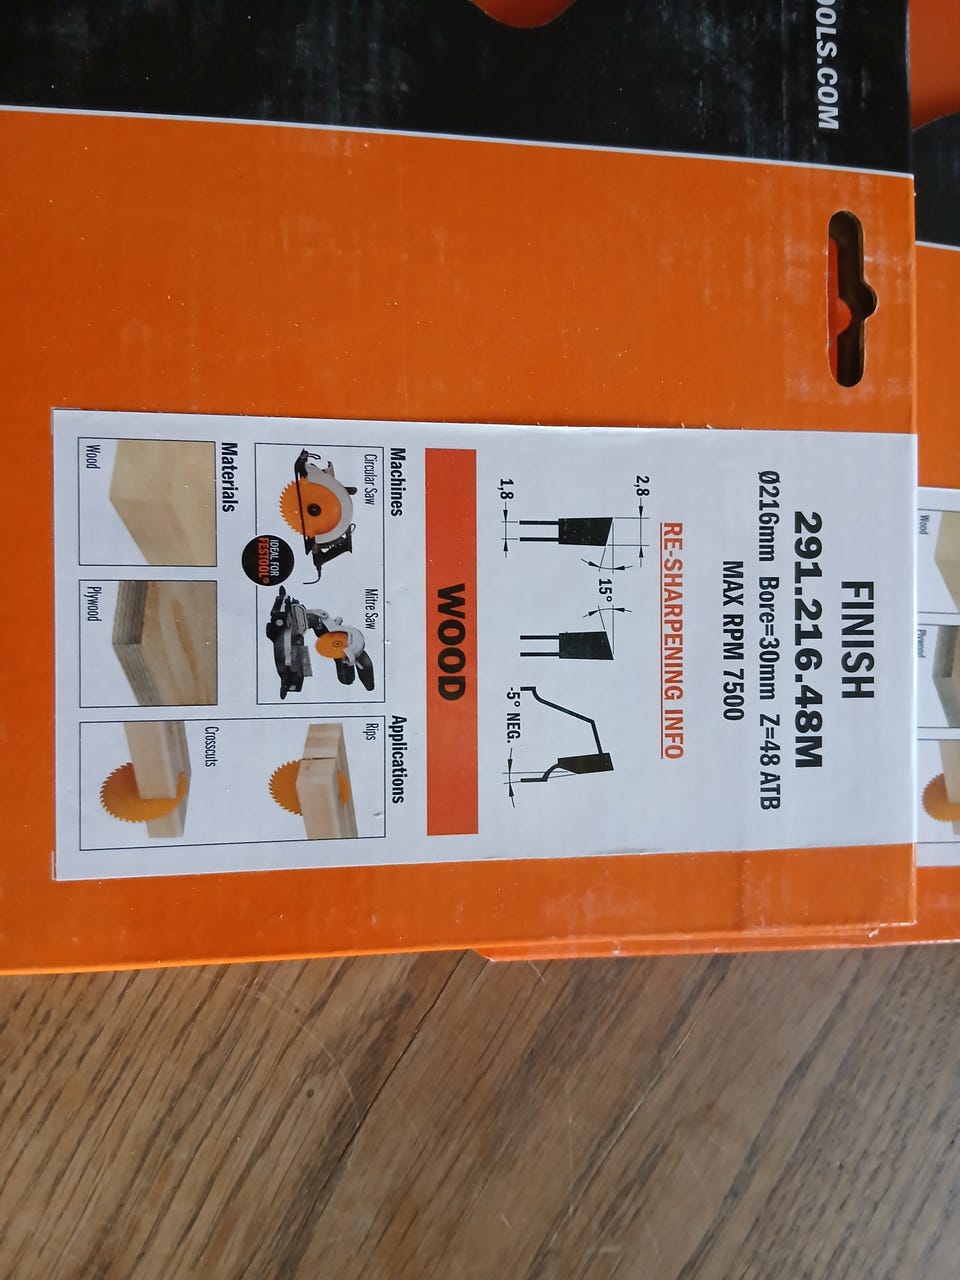 OOLS.COM
FINISH
291.216.48M
Ø216mm Bore=30mm Z=48 ATB
MAX RPM 7500
RE-SHARPENING INFO
2,8
15°
1,8
-5° NEG.
WOOD
Machines
Circular Saw
Mitre Saw
IDEAL FOR
FESTOOL®
Applications
Rips
Crosscuts
Materials
Wood
Plywood
Wood
Plywood